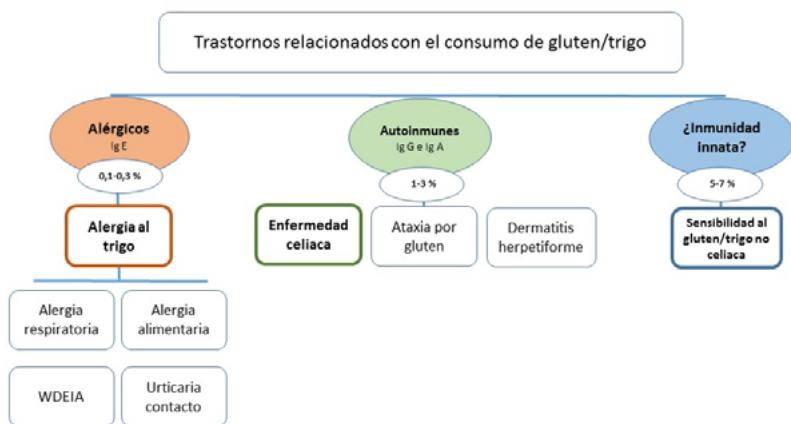 Trastornos relacionados con el consumo de gluten/trigo
Alérgicos
Ig E
0,1-0,3 %
Alergia al
trigo
Alergia
respiratoria
Alergia
alimentaria
WDEIA
Urticaria
contacto
Autoinmunes
Ig G e Ig A
1-3 %
Enfermedad
celiaca
Ataxia por
gluten
Dermatitis
herpetiforme
¿Inmunidad
innata?
5-7 %
Sensibilidad al
gluten/trigo no
celiaca